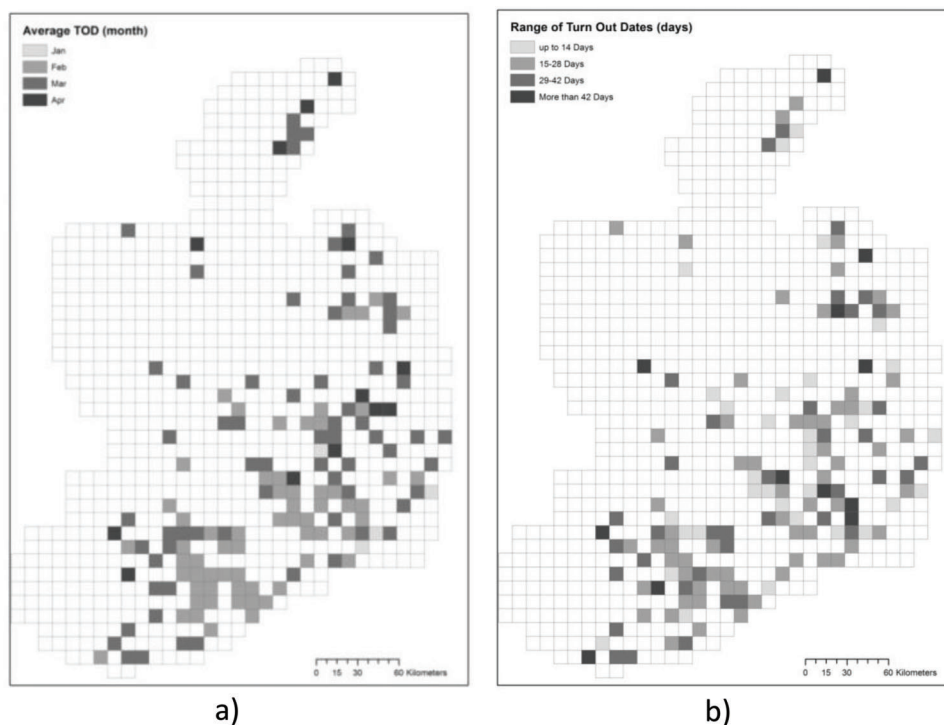 Average TOD (month)
Jan
Feb
Mar
Apr
0 15 30 60 Kilometers
a)
Range of Turn Out Dates (days)
up to 14 Days
15-28 Days
29-42 Days
More than 42 Days
0 15 30 60 Kilometers
b)